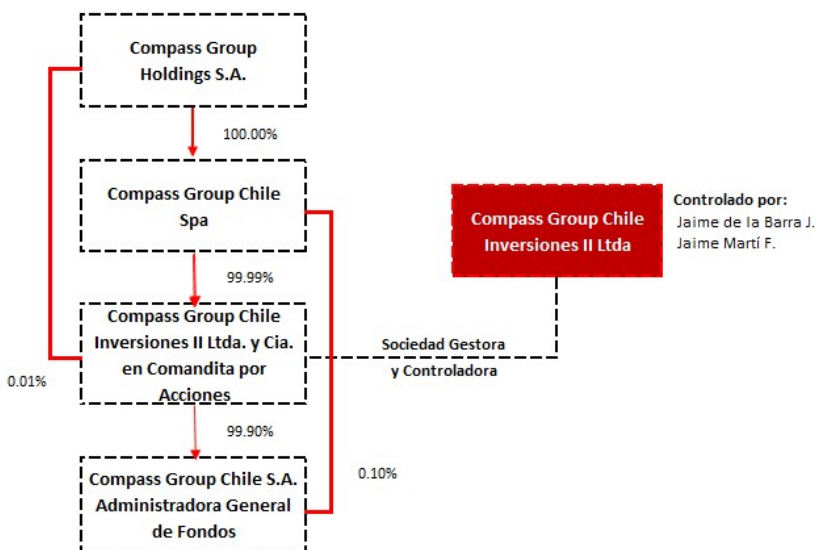 Compass Group
Holdings S.A.
100.00%
Compass Group Chile
Spa
Compass Group Chile
Inversiones II Ltda
Controlado por:
Jaime de la Barra J.
Jaime Martí F.
99.99%
Compass Group Chile
Inversiones II Ltda. y Cia.
en Comandita por
Acciones
Sociedad Gestora
y Controladora
0.01%
99.90%
Compass Group Chile S.A.
Administradora General
de Fondos
0.10%